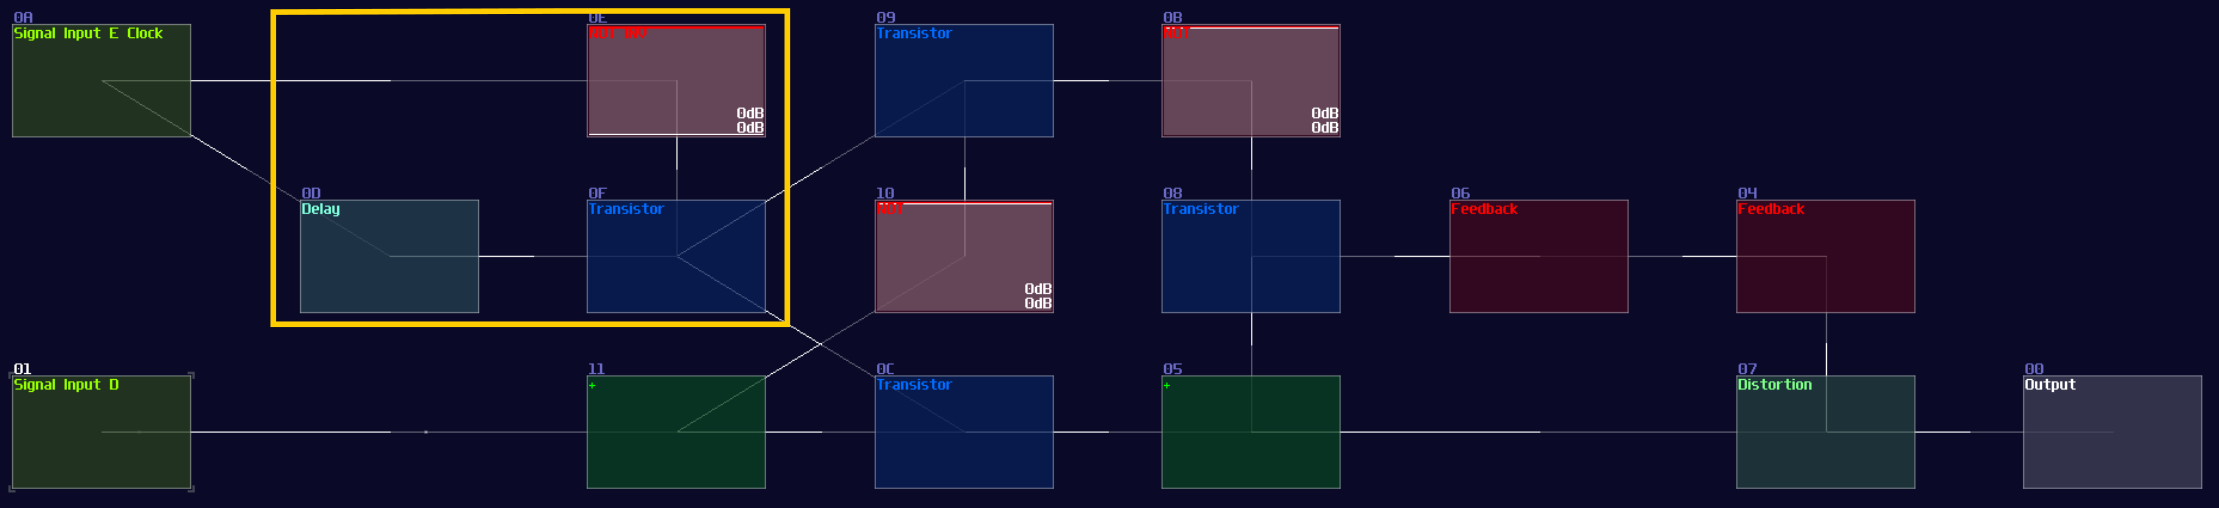 0A
Signal Input E Clock
0E
NOT INV
0dB
0dB
09
Transistor
0B
NOT
0dB
0dB
0D
Delay
0F
Transistor
10
NOT
0dB
0dB
08
Transistor
06
Feedback
04
Feedback
01
Signal Input D
11
+
0C
Transistor
05
+
07
Distortion
00
Output